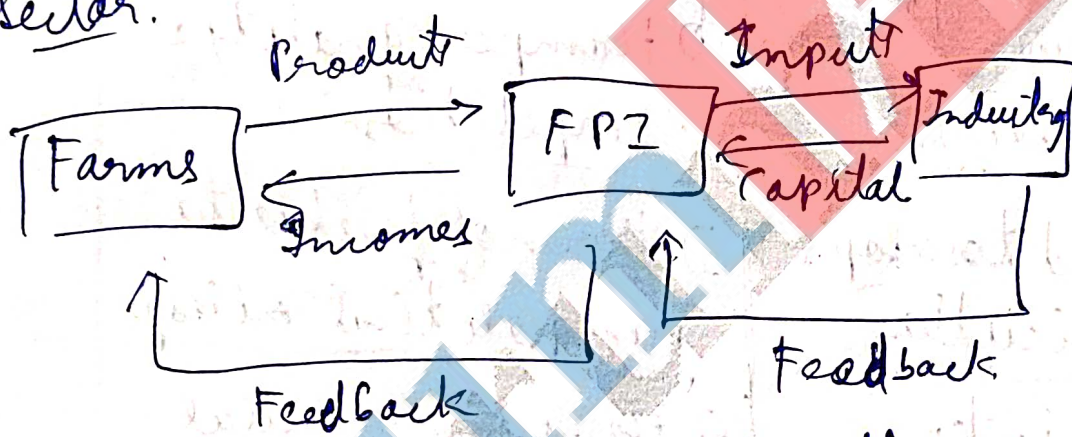 sector.
Products
Inputs
Farms
FPI
Industry
Capital
Incomes
Feedback
Feedback